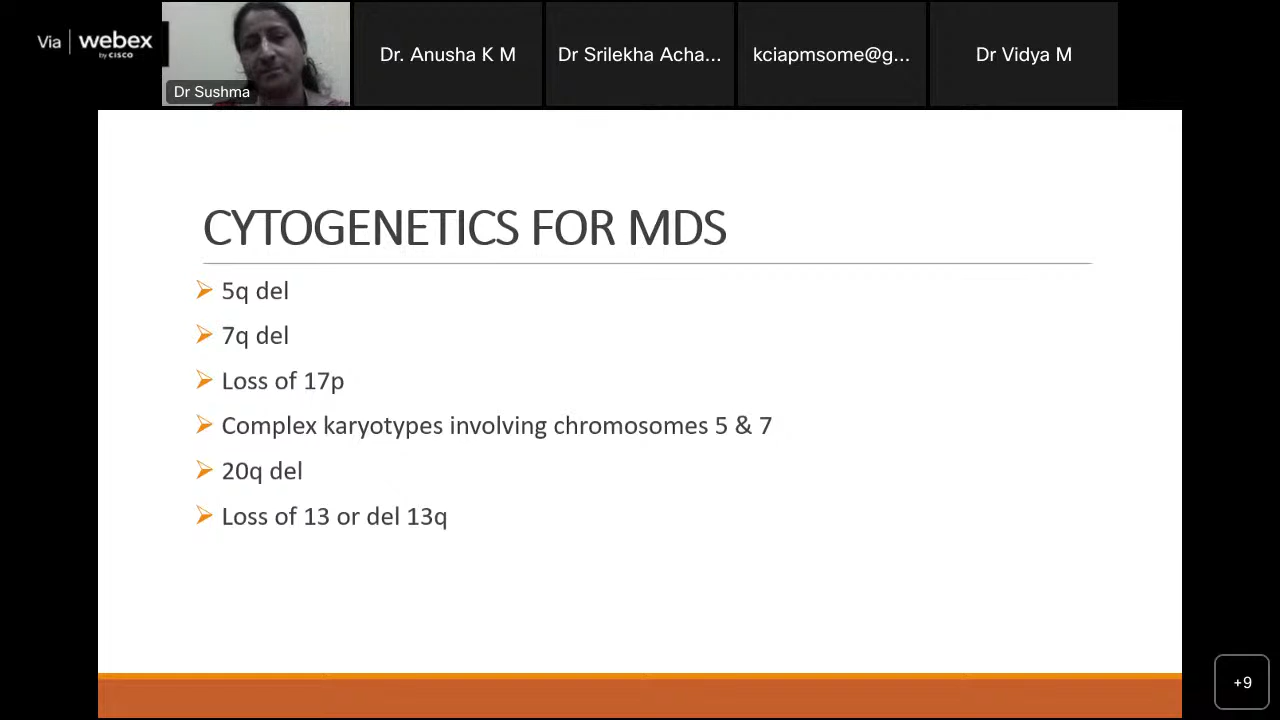 Via webex
by CISCO
Dr Sushma
Dr. Anusha K M
Dr Srilekha Acha...
kciapmsome@g...
Dr Vidya M
CYTOGENETICS FOR MDS
5q del
7q del
Loss of 17p
Complex karyotypes involving chromosomes 5 & 7
20q del
Loss of 13 or del 13q
+9